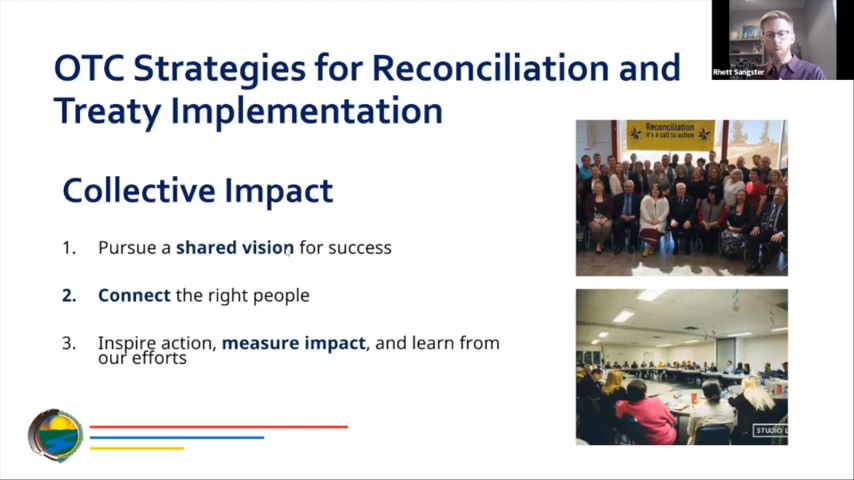 Rhett Sangster
OTC Strategies for Reconciliation and
Treaty Implementation
Reconciliation
it's a call to action
Collective Impact
1. Pursue a shared vision for success
2. Connect the right people
3. Inspire action, measure impact, and learn from
our efforts
STUDIO